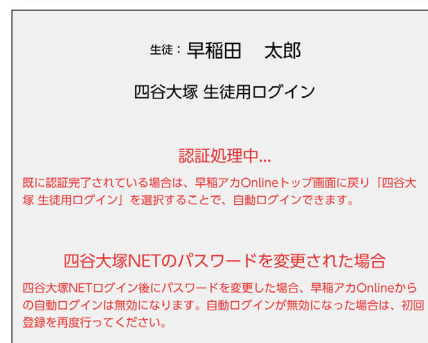 生徒：早稲田　太郎
四谷大塚 生徒用ログイン
認証処理中...
既に認証完了されている場合は、早稲アカOnlineトップ画面に戻り「四谷大
塚 生徒用ログイン」を選択することで、自動ログインできます。
四谷大塚NETのパスワードを変更された場合
四谷大塚NETログイン後にパスワードを変更した場合、早稲アカOnlineから
の自動ログインは無効になります。自動ログインが無効になった場合は、初回
登録を再度行ってください。